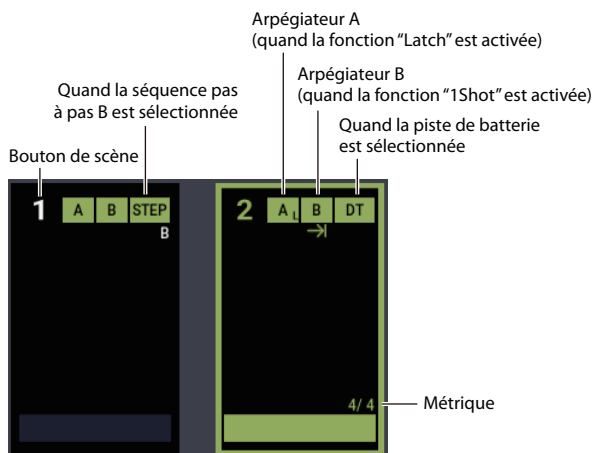 Arpégiateur A
(quand la fonction “Latch” est activée)
Arpégiateur B
(quand la fonction “1Shot” est activée)
Quand la séquence pas
à pas B est sélectionnée
Quand la piste de batterie
est sélectionnée
Bouton de scène
1 A B STEP
B
2 A L B DT
4/ 4
Métrique